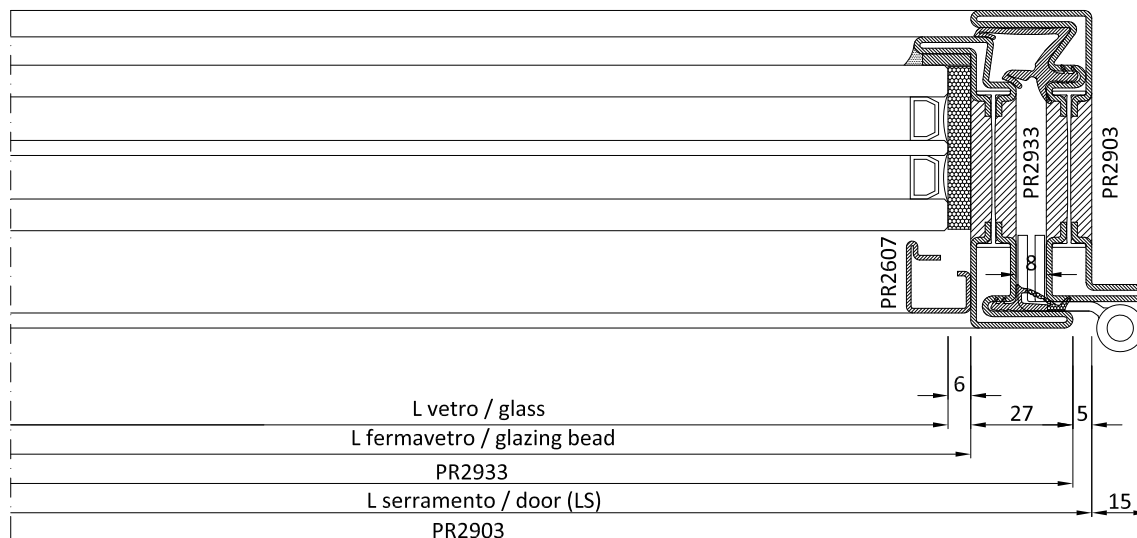 PR2933
PR2903
PR2607
8
6
27
5
L vetro / glass
L fermavetro / glazing bead
PR2933
L serramento / door (LS)
15
PR2903